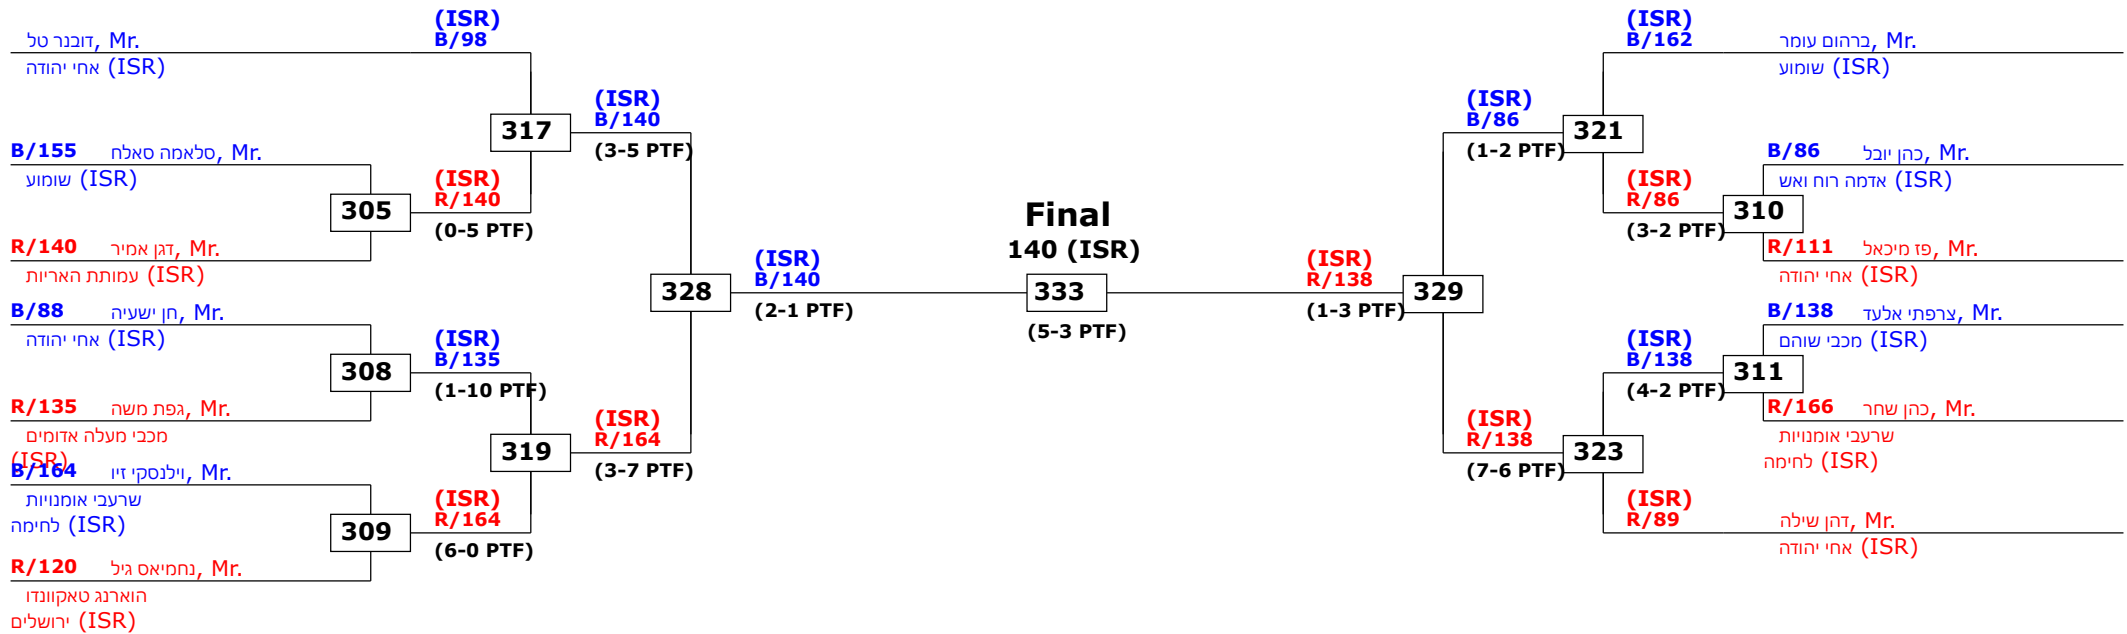 (ISR)
B/98
דובנר טל, Mr.
אחי יהודה (ISR)
317
(ISR)
B/140
(3-5 PTF)
B/155 סלאמה סאלח, Mr.
שומוע (ISR)
305
(ISR)
R/140
(0-5 PTF)
R/140 דגן אמיר, Mr.
עמותת האריות (ISR)
328
(ISR)
B/140
(2-1 PTF)
B/88 חן ישעיה, Mr.
אחי יהודה (ISR)
308
(ISR)
B/135
(1-10 PTF)
R/135 גפת משה, Mr.
מכבי מעלה אדומים
(ISR)
319
(ISR)
R/164
(3-7 PTF)
B/164 וילנסקי זיו, Mr.
שרעבי אומנויות
לחימה (ISR)
309
(ISR)
R/164
(6-0 PTF)
R/120 נחמיאס גיל, Mr.
הוארנג טאקוונדו
ירושלים (ISR)
Final
140 (ISR)
333
(5-3 PTF)
(ISR)
R/138
(1-3 PTF)
329
(ISR)
B/86
(1-2 PTF)
321
(ISR)
B/162
ברהום עומר, Mr.
שומוע (ISR)
B/86 כהן יובל, Mr.
אדמה רוח ואש (ISR)
(ISR)
R/86
(3-2 PTF)
310
R/111 פז מיכאל, Mr.
אחי יהודה (ISR)
B/138 צרפתי אלעד, Mr.
מכבי שוהם (ISR)
(ISR)
B/138
(4-2 PTF)
311
R/166 כהן שחר, Mr.
שרעבי אומנויות
לחימה (ISR)
(ISR)
R/138
(7-6 PTF)
323
(ISR)
R/89
דהן שילה, Mr.
אחי יהודה (ISR)